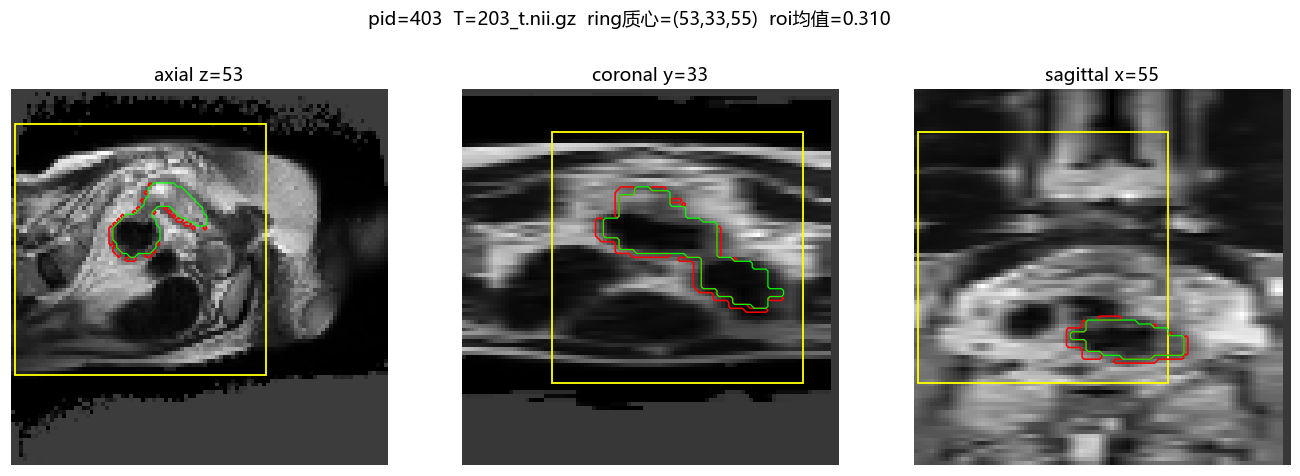 pid=403 T=203_t.nii.gz ring质心=(53,33,55) roi均值=0.310
axial z=53
coronal y=33
sagittal x=55